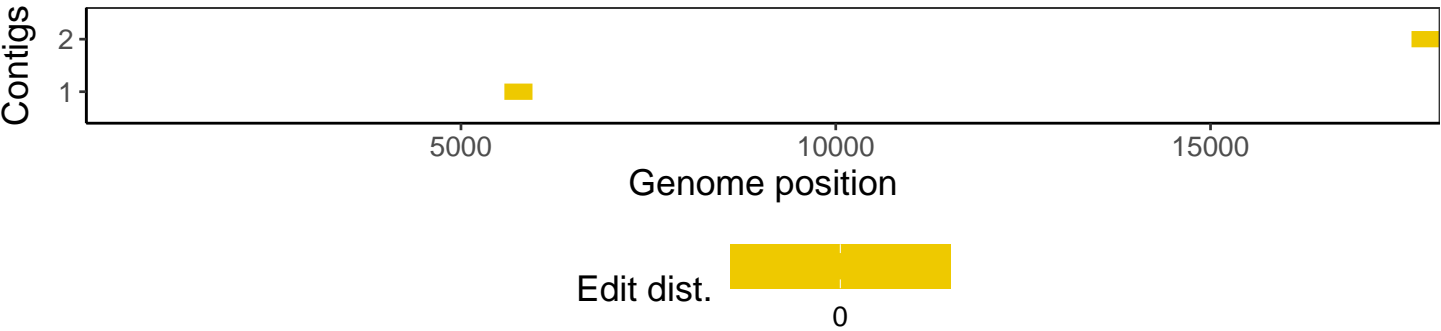 Contigs
2
1
5000 10000 15000
Genome position
Edit dist.
0